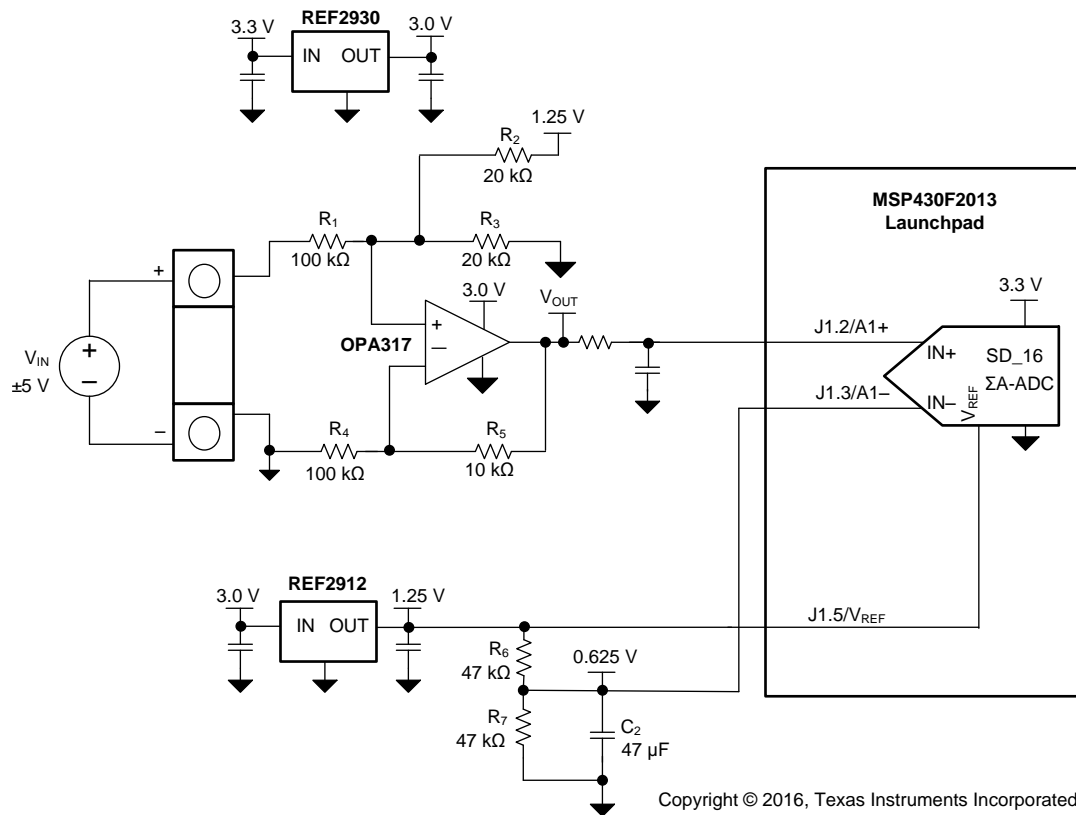 REF2930
3.3 V
3.0 V
IN OUT
1.25 V
R2
20 kΩ
MSP430F2013
Launchpad
R1
100 kΩ
R3
20 kΩ
+
3.0 V
VOUT
3.3 V
J1.2/A1+
+
–
OPA317
IN+
SD_16
ΣA-ADC
VIN
±5 V
+
–
J1.3/A1–
IN–
VREF
–
R4
100 kΩ
R5
10 kΩ
REF2912
3.0 V
1.25 V
IN OUT
J1.5/VREF
R6
47 kΩ
0.625 V
R7
47 kΩ
C2
47 µF
Copyright © 2016, Texas Instruments Incorporated